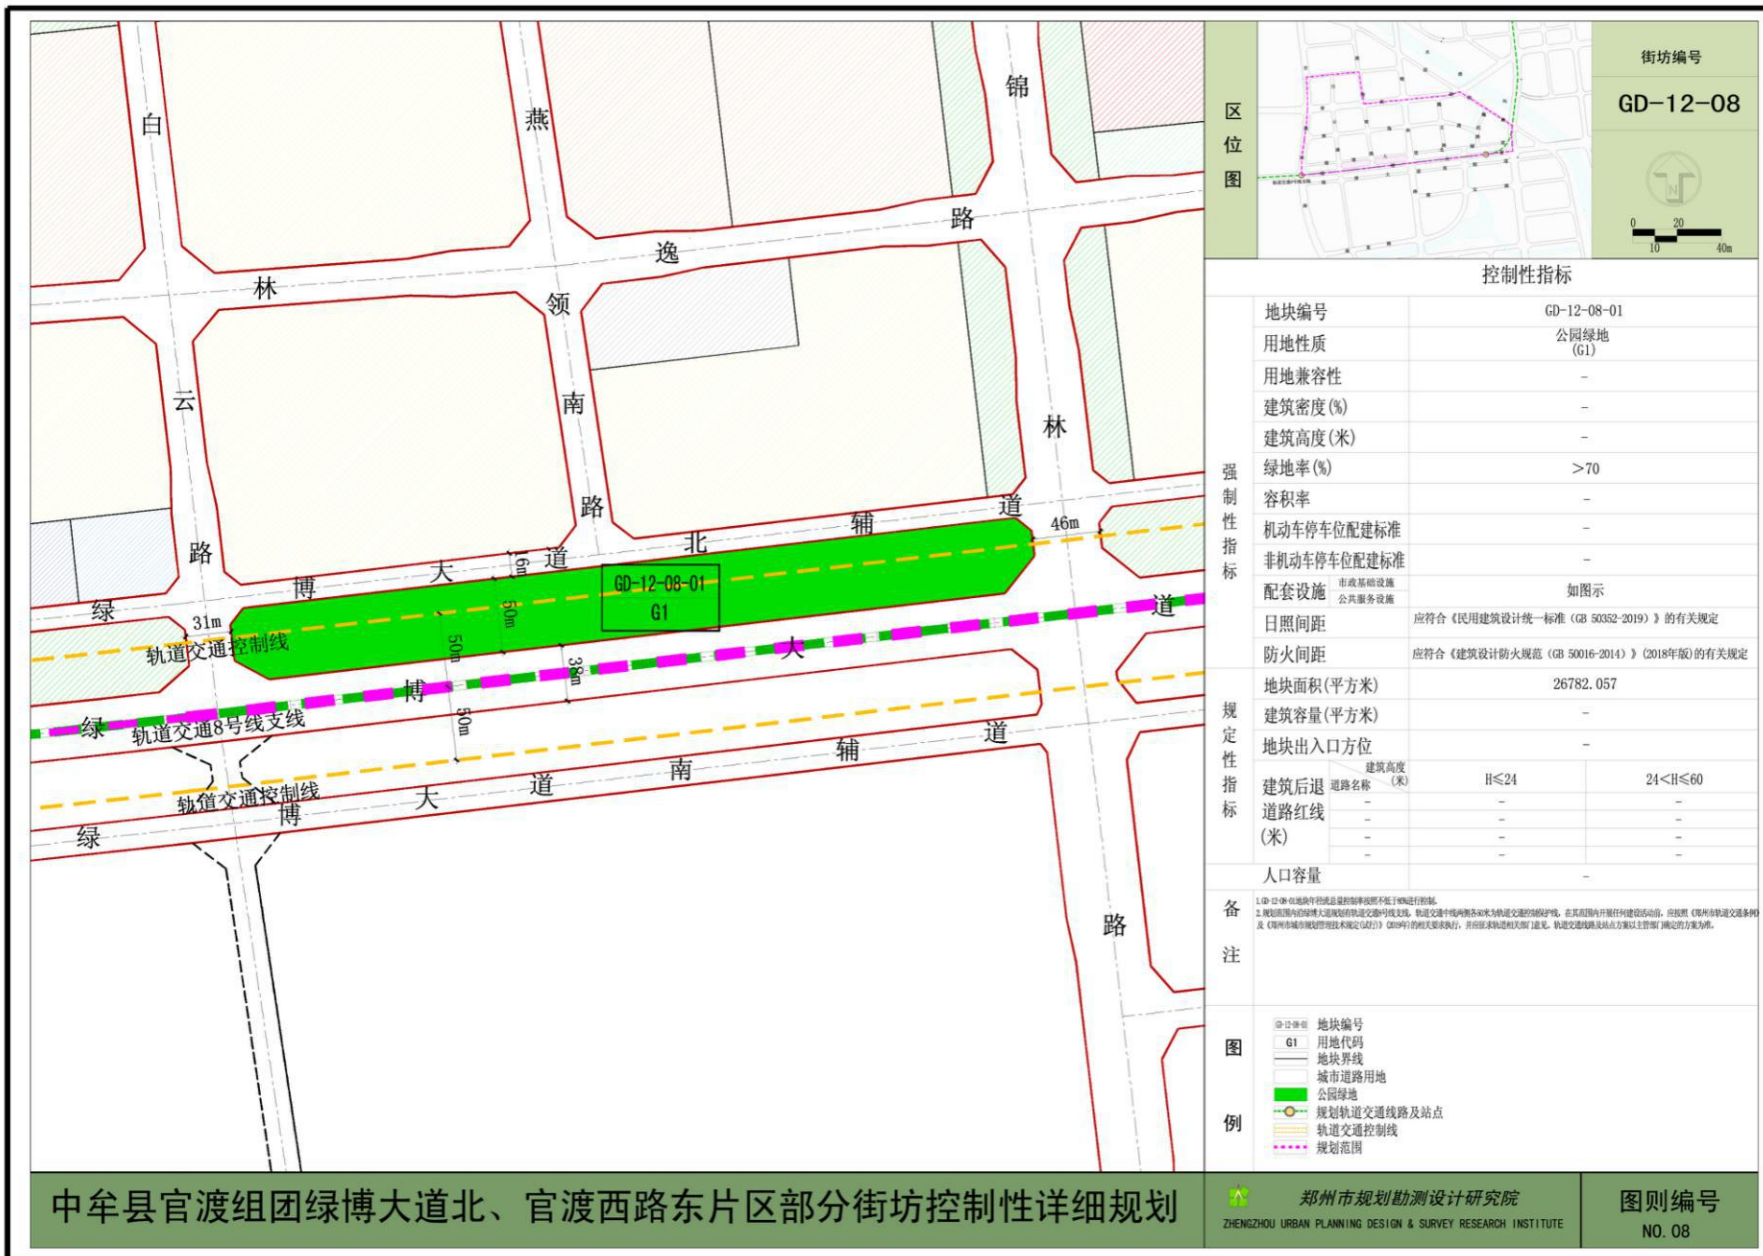 白云路
燕领南路
锦林路
林逸路
绿博大道北辅道
绿博大道
绿博大道南辅道
GD-12-08-01
G1
16m
50m
50m
38m
50m
31m
46m
轨道交通控制线
轨道交通8号线支线
轨道交通控制线
区位图
街坊编号
GD-12-08
N
0 20
10 40m
控制性指标
强制性指标
地块编号 GD-12-08-01
用地性质 公园绿地
(G1)
用地兼容性 -
建筑密度(%) -
建筑高度(米) -
绿地率(%) >70
容积率 -
机动车停车位配建标准 -
非机动车停车位配建标准 -
配套设施 市政基础设施 公共服务设施 如图示
日照间距 应符合《民用建筑设计统一标准(GB 50352-2019)》的有关规定
防火间距 应符合《建筑设计防火规范(GB 50016-2014)》(2018年版)的有关规定
规定性指标
地块面积(平方米) 26782.057
建筑容量(平方米) -
地块出入口方位 -
建筑后退道路红线(米) 道路名称 建筑高度(米) H≤24 24<H≤60
- - -
- - -
- - -
- - -
人口容量 -
备注
图例
GD-12-08-01 地块编号
G1 用地代码
地块界线
城市道路用地
公园绿地
规划轨道交通线路及站点
轨道交通控制线
规划范围
中牟县官渡组团绿博大道北、官渡西路东片区部分街坊控制性详细规划
郑州市规划勘测设计研究院
ZHENGZHOU URBAN PLANNING DESIGN & SURVEY RESEARCH INSTITUTE
图则编号
NO. 08